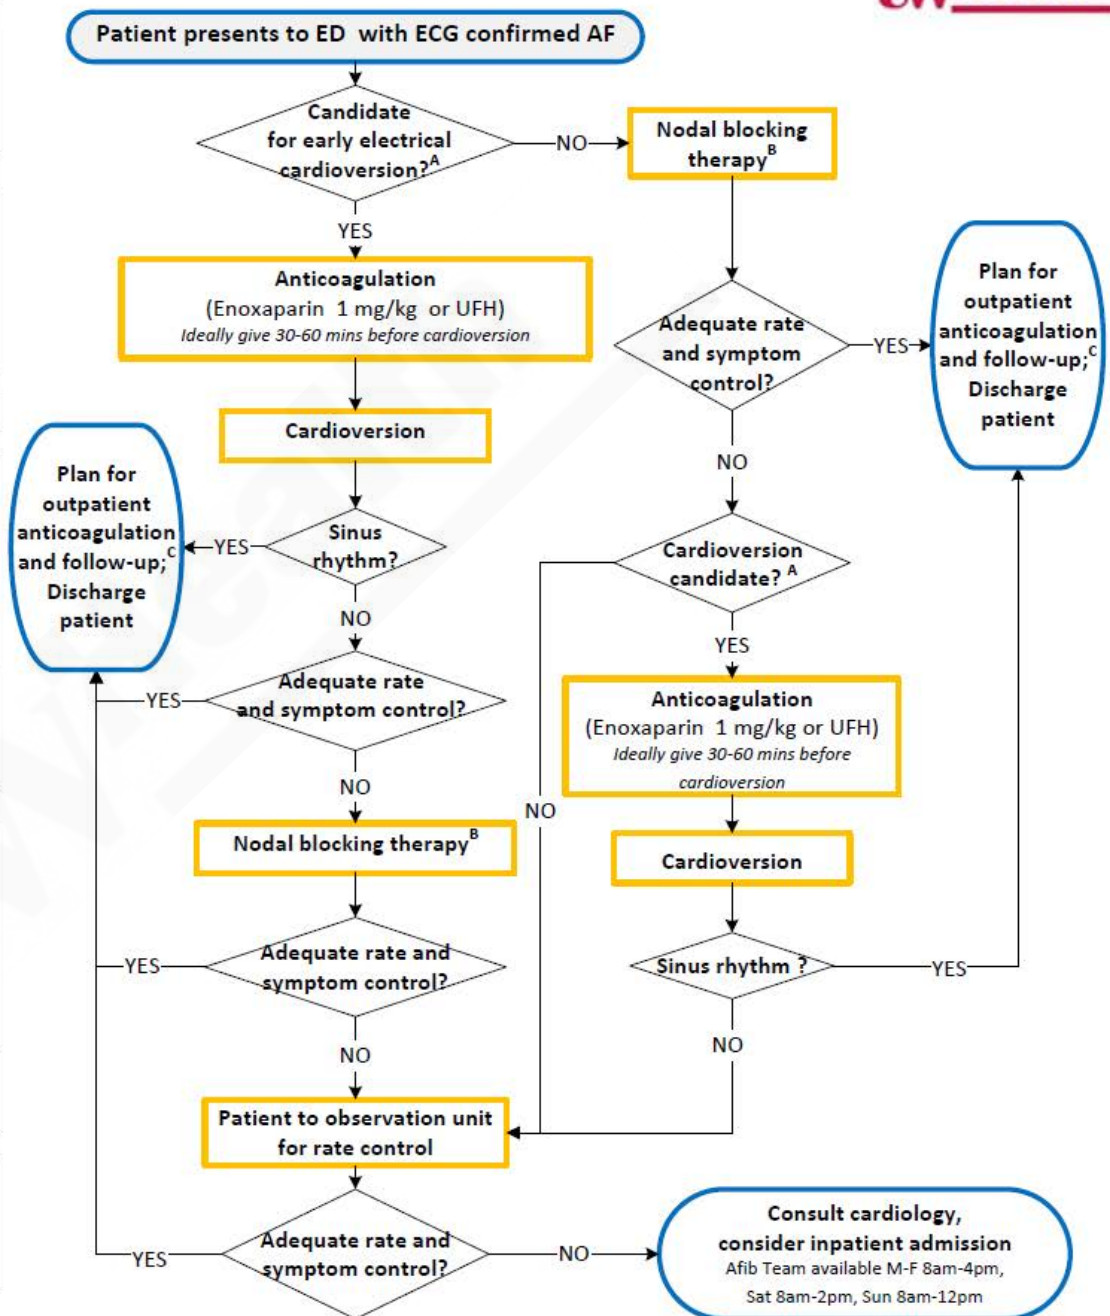 Patient presents to ED with ECG confirmed AF
Candidate
for early electrical
cardioversion?A
NO
Nodal blocking
therapyB
YES
Anticoagulation
(Enoxaparin 1 mg/kg or UFH)
Ideally give 30-60 mins before cardioversion
Adequate rate
and symptom
control?
YES
Plan for
outpatient
anticoagulation
and follow-up;C
Discharge
patient
Cardioversion
NO
Plan for
outpatient
anticoagulation
and follow-up;C
Discharge
patient
YES
Sinus
rhythm?
Cardioversion
candidate? A
NO
YES
YES
Adequate rate
and symptom control?
Anticoagulation
(Enoxaparin 1 mg/kg or UFH)
Ideally give 30-60 mins before
cardioversion
NO
NO
Nodal blocking therapyB
Cardioversion
YES
Adequate rate and
symptom control?
Sinus rhythm ?
YES
NO
NO
Patient to observation unit
for rate control
YES
Adequate rate and
symptom control?
NO
Consult cardiology,
consider inpatient admission
Afib Team available M-F 8am-4pm,
Sat 8am-2pm, Sun 8am-12pm